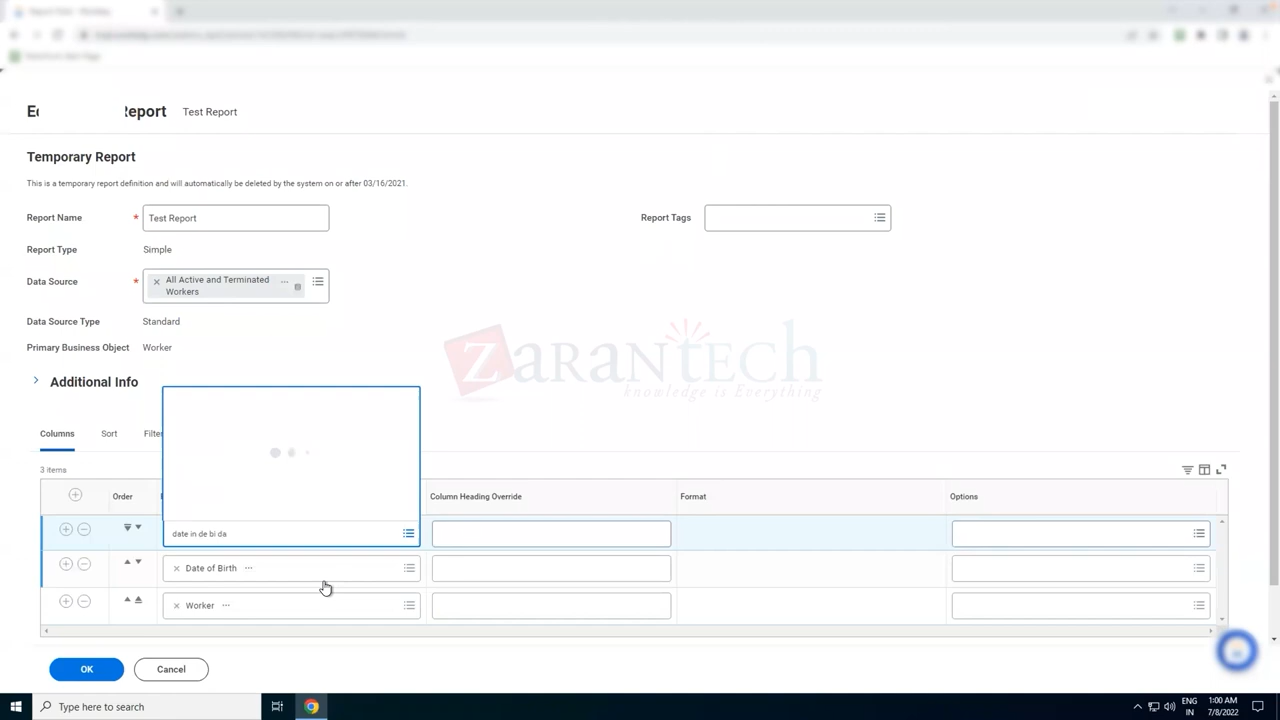 Report Test - Workday
Report
Test Report
Temporary Report
This is a temporary report definition and will automatically be deleted by the system on or after 03/16/2021.
Report Name * Test Report
Report Tags
Report Type Simple
Data Source * All Active and Terminated
Workers
Data Source Type Standard
Primary Business Object Worker
ZARANTECH
knowledge is Everything
Additional Info
Columns Sort Filter
3 items
Order Column Heading Override Format Options
date in de bi da
Date of Birth
Worker
OK Cancel
Type here to search
ENG
IN
1:00 AM
7/8/2022